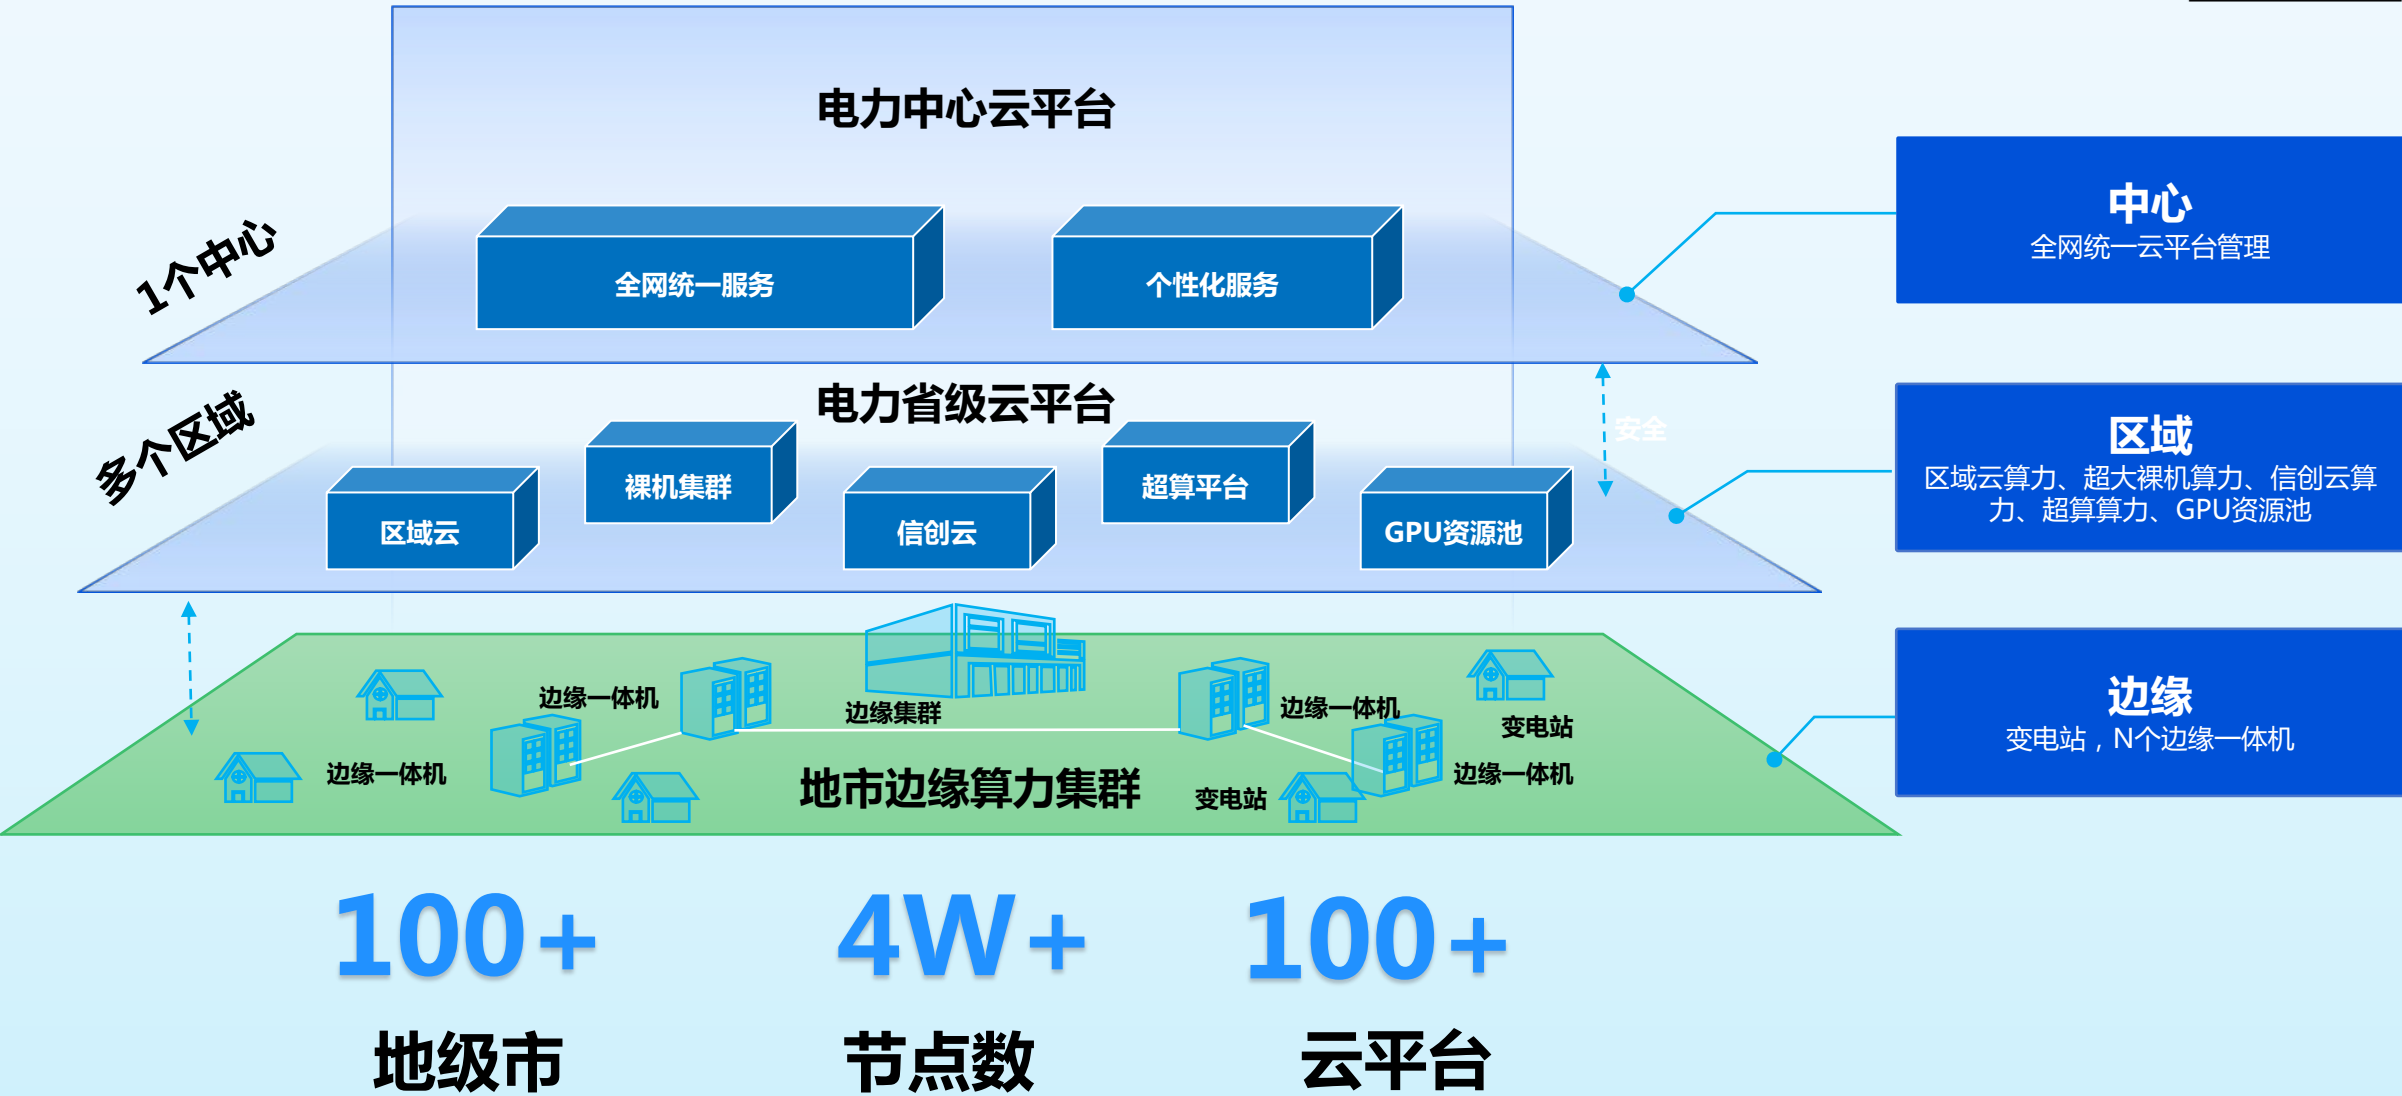 电力中心云平台
1个中心
全网统一服务
个性化服务
中心
全网统一云平台管理
多个区域
电力省级云平台
安全
区域云
裸机集群
信创云
超算平台
GPU资源池
区域
区域云算力、超大裸机算力、信创云算
力、超算算力、GPU资源池
边缘一体机
边缘集群
边缘一体机
变电站
边缘一体机
地市边缘算力集群
变电站
边缘一体机
边缘
变电站，N个边缘一体机
100+
4W+
100+
地级市
节点数
云平台